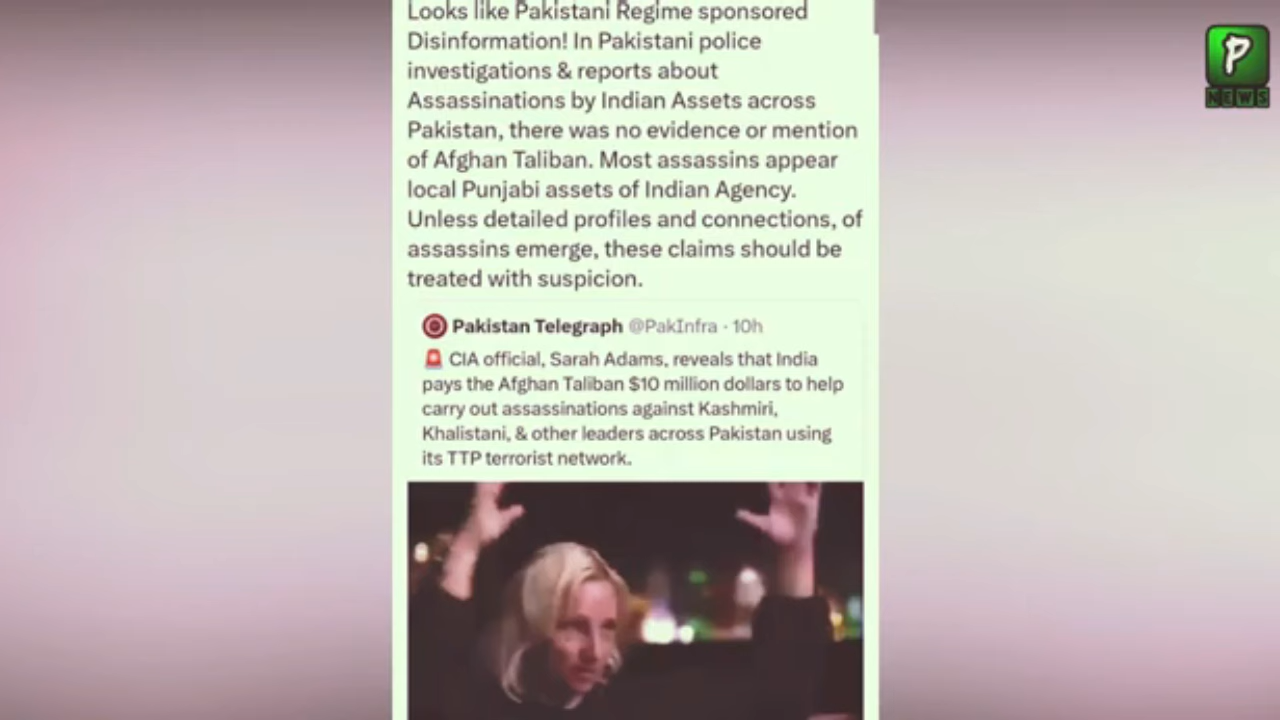 Looks like Pakistani Regime sponsored
Disinformation! In Pakistani police
investigations & reports about
Assassinations by Indian Assets across
Pakistan, there was no evidence or mention
of Afghan Taliban. Most assassins appear
local Punjabi assets of Indian Agency.
Unless detailed profiles and connections, of
assassins emerge, these claims should be
treated with suspicion.
Pakistan Telegraph @PakInfra · 10h
🚨 CIA official, Sarah Adams, reveals that India
pays the Afghan Taliban $10 million dollars to help
carry out assassinations against Kashmiri,
Khalistani, & other leaders across Pakistan using
its TTP terrorist network.
P
NEWS